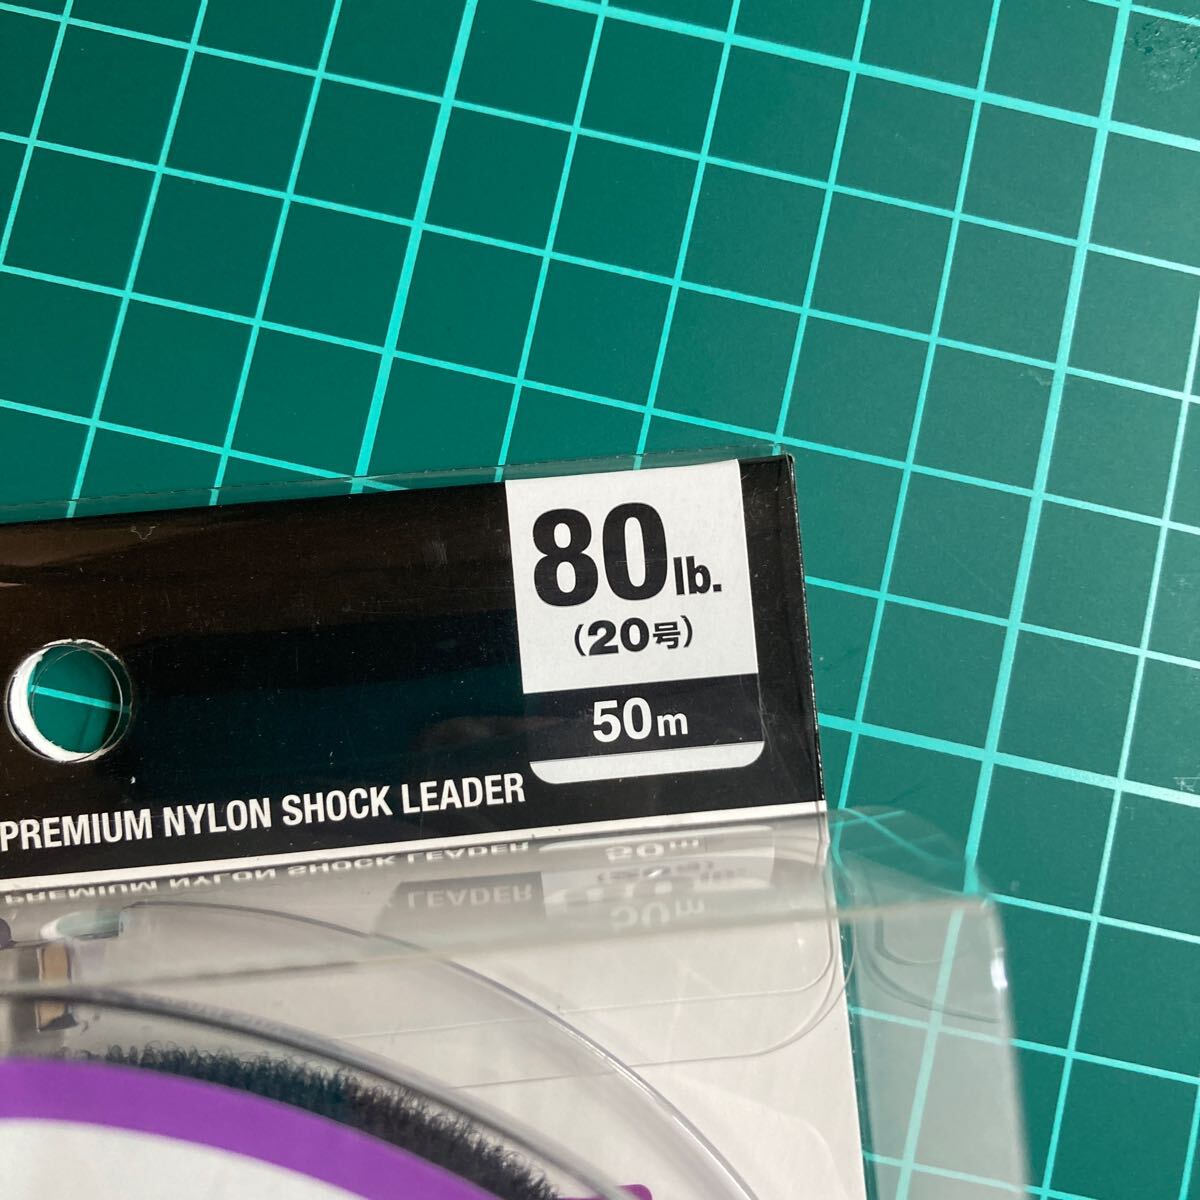 80lb.
(20号)
50m
PREMIUM NYLON SHOCK LEADER